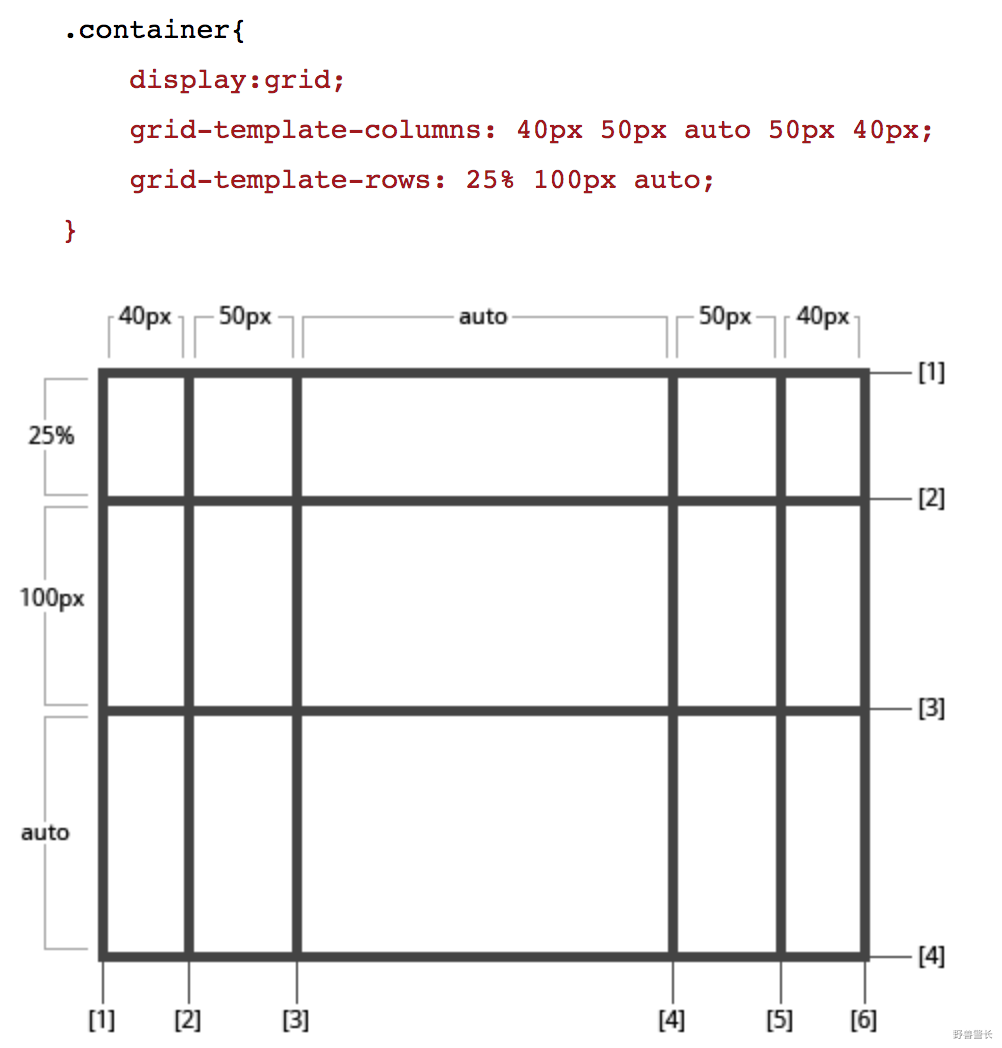 .container{
display:grid;
grid-template-columns: 40px 50px auto 50px 40px;
grid-template-rows: 25% 100px auto;
}
40px 50px auto 50px 40px
[1]
25%
[2]
100px
[3]
auto
[4]
[1] [2] [3] [4] [5] [6]
野兽警长